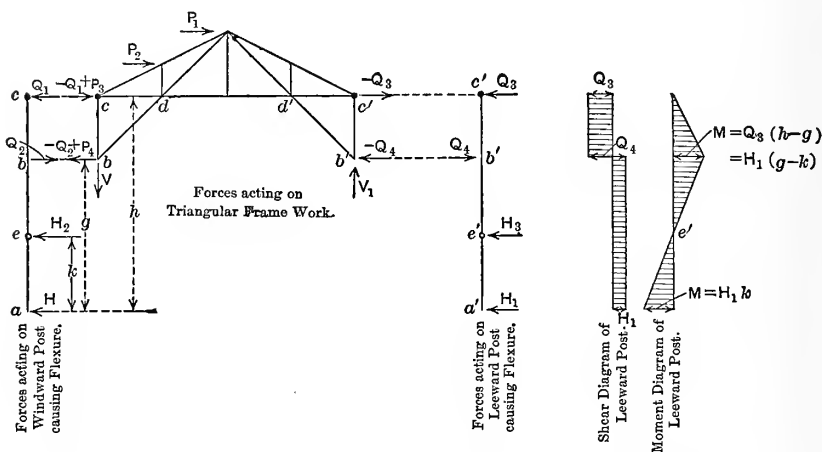 P₁
P₂
c
Q₁
-Q₁+P₃
c
d
d'
c'
-Q₃
c'
Q₃
Q₂
-Q₂+P₄
b
b
b'
-Q₄
Q₄
b'
V
V₁
Forces acting on
Triangular Frame Work.
g
h
e
H₂
k
e'
H₃
a
H
a'
H₁
Forces acting on
Windward Post
causing Flexure.
Forces acting on
Leeward Post
causing Flexure.
Q₃
Q₄
H₁
Shear Diagram of
Leeward Post.
M=Q₃(h-g)
=H₁(g-k)
e'
M=H₁k
Moment Diagram of
Leeward Post.